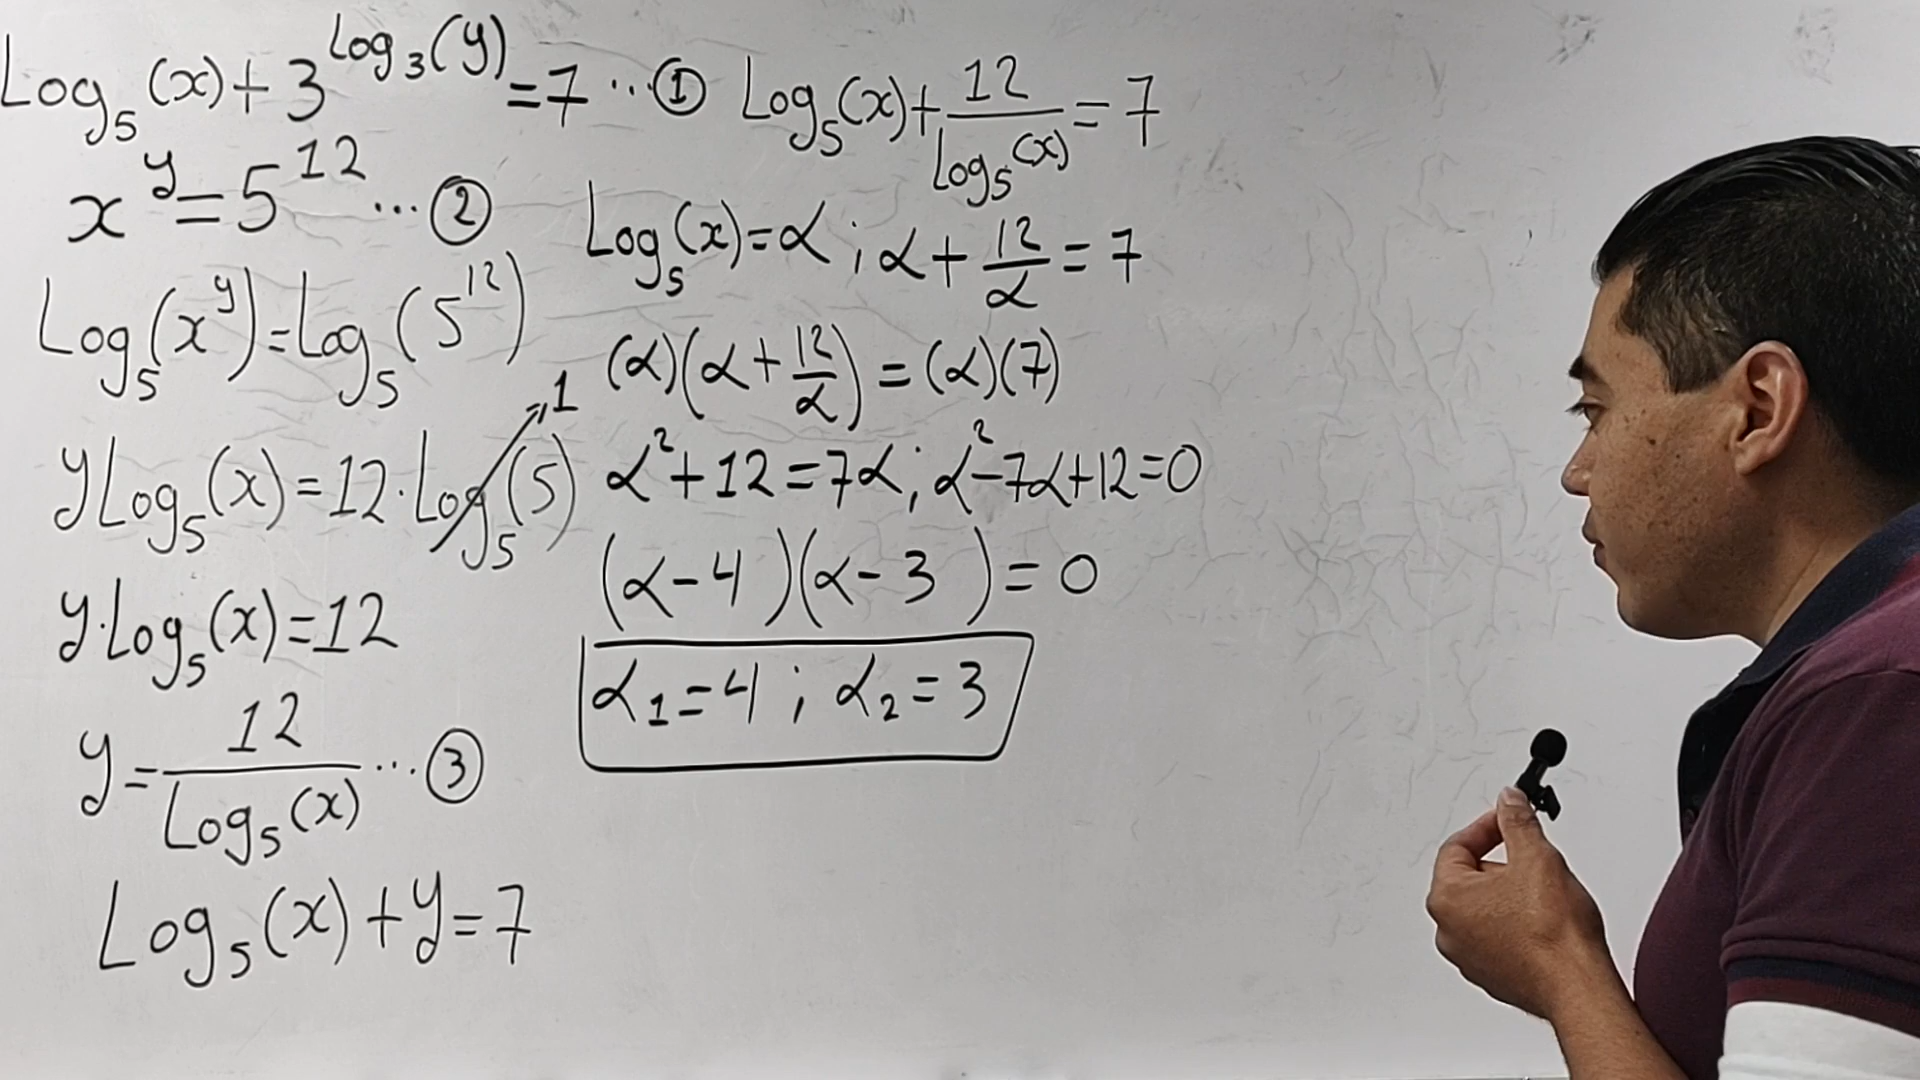 Log₅(x) + 3^(Log₃(y)) = 7 ... ①
x^y = 5^12 ... ②
Log₅(x^y) = Log₅(5^12)
yLog₅(x) = 12·Log₅(5) 1
y·Log₅(x) = 12
y = 12/Log₅(x) ... ③
Log₅(x) + y = 7
Log₅(x) + 12/Log₅(x) = 7
Log₅(x) = α ; α + 12/α = 7
(α)(α + 12/α) = (α)(7)
α² + 12 = 7α ; α² - 7α + 12 = 0
(α - 4)(α - 3) = 0
α₁ = 4 ; α₂ = 3